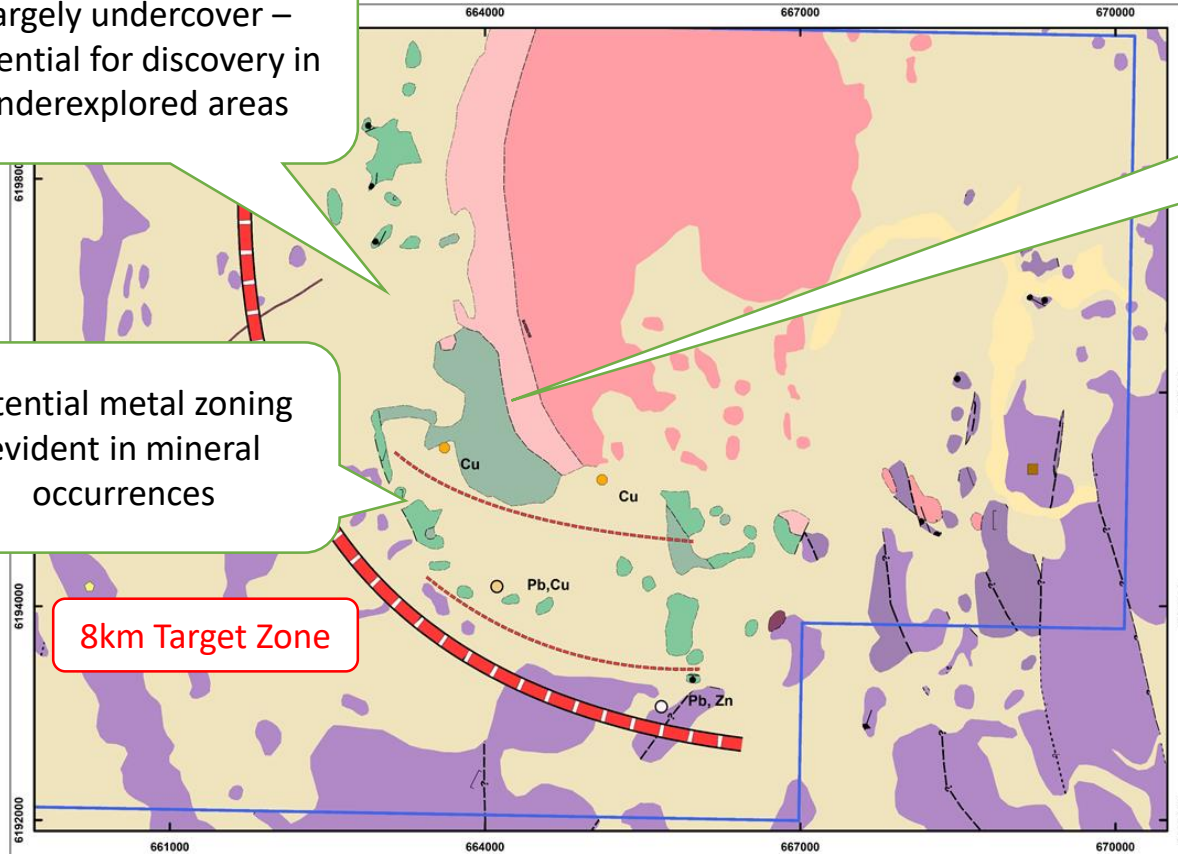 664000
667000
670000
argely undercover –
ential for discovery in
nderexplored areas
619800
tential metal zoning
evident in mineral
occurrences
Cu
Cu
Pb,Cu
6194000
8km Target Zone
Pb, Zn
6192000
661000
664000
667000
670000